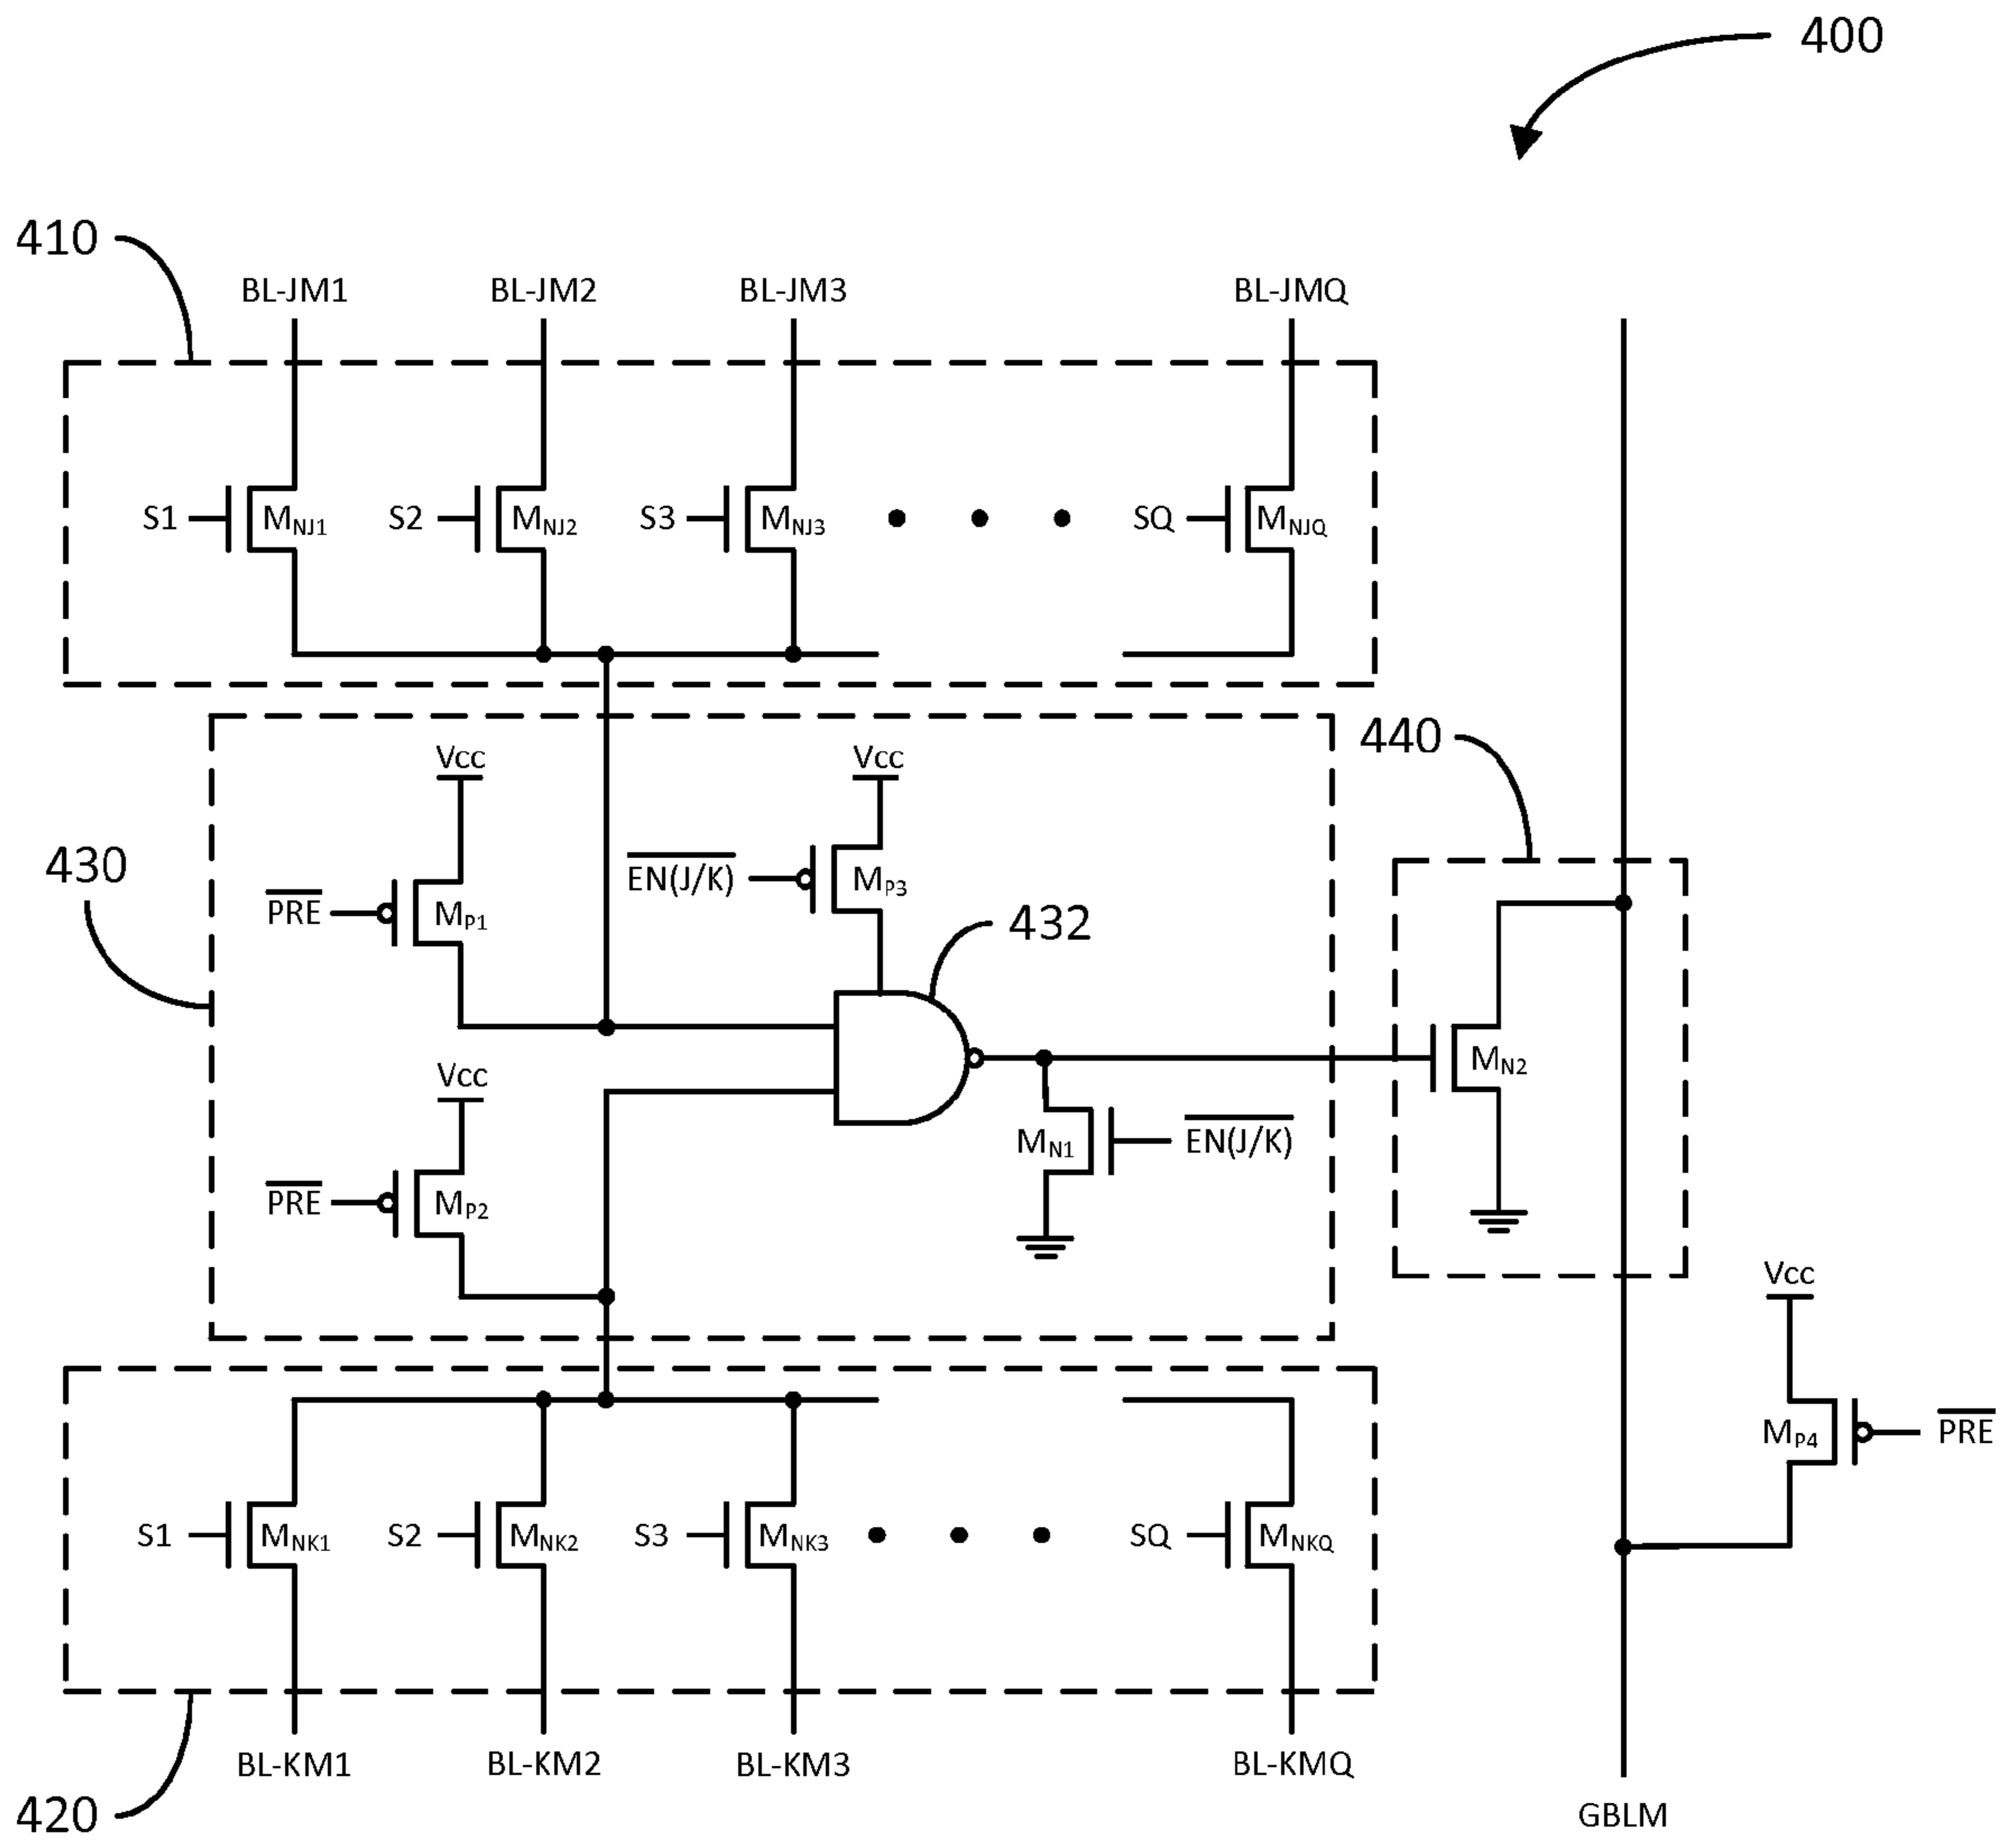 400
410
BL-JM1 BL-JM2 BL-JM3 BL-JMQ
S1 MNJ1 S2 MNJ2 S3 MNJ3 SQ MNJQ
440
Vcc Vcc
430
EN(J/K) MP3
PRE MP1
432
MN2
Vcc
MN1 EN(J/K)
PRE MP2
Vcc
MP4 PRE
S1 MNK1 S2 MNK2 S3 MNK3 SQ MNKQ
BL-KM1 BL-KM2 BL-KM3 BL-KMQ
420
GBLM